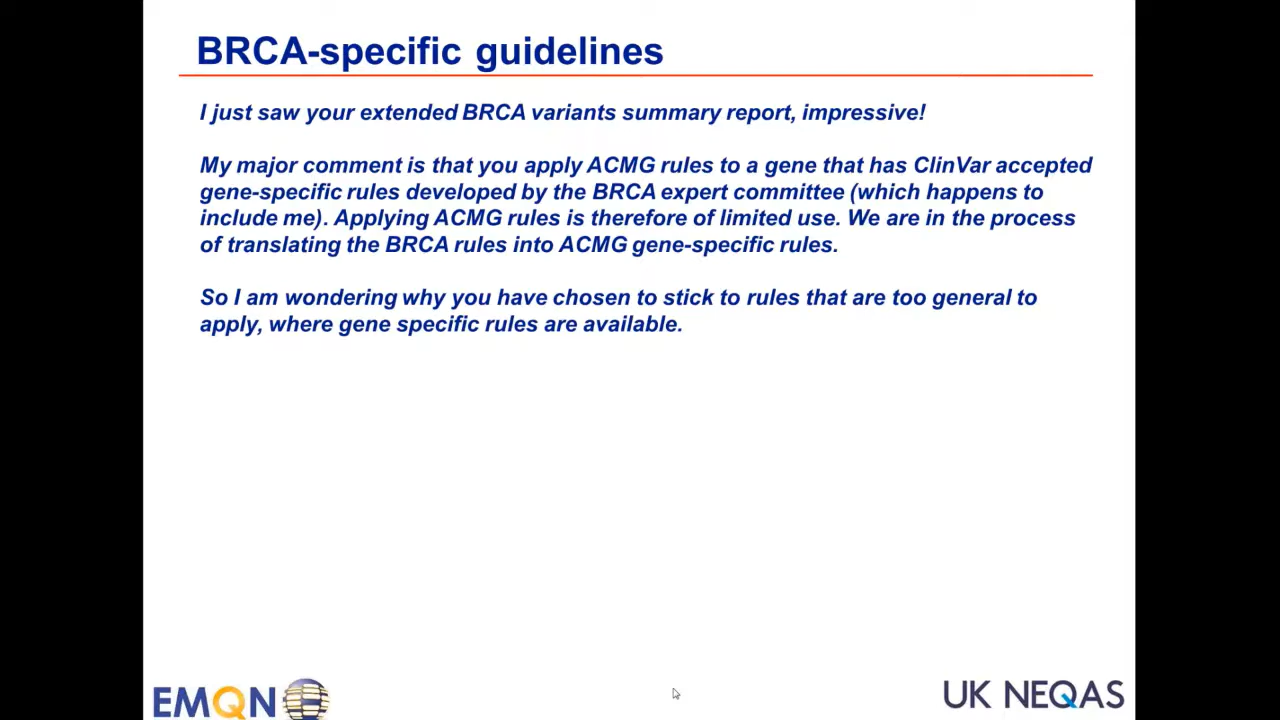 BRCA-specific guidelines
I just saw your extended BRCA variants summary report, impressive!
My major comment is that you apply ACMG rules to a gene that has ClinVar accepted
gene-specific rules developed by the BRCA expert committee (which happens to
include me). Applying ACMG rules is therefore of limited use. We are in the process
of translating the BRCA rules into ACMG gene-specific rules.
So I am wondering why you have chosen to stick to rules that are too general to
apply, where gene specific rules are available.
EMQN
UK NEQAS